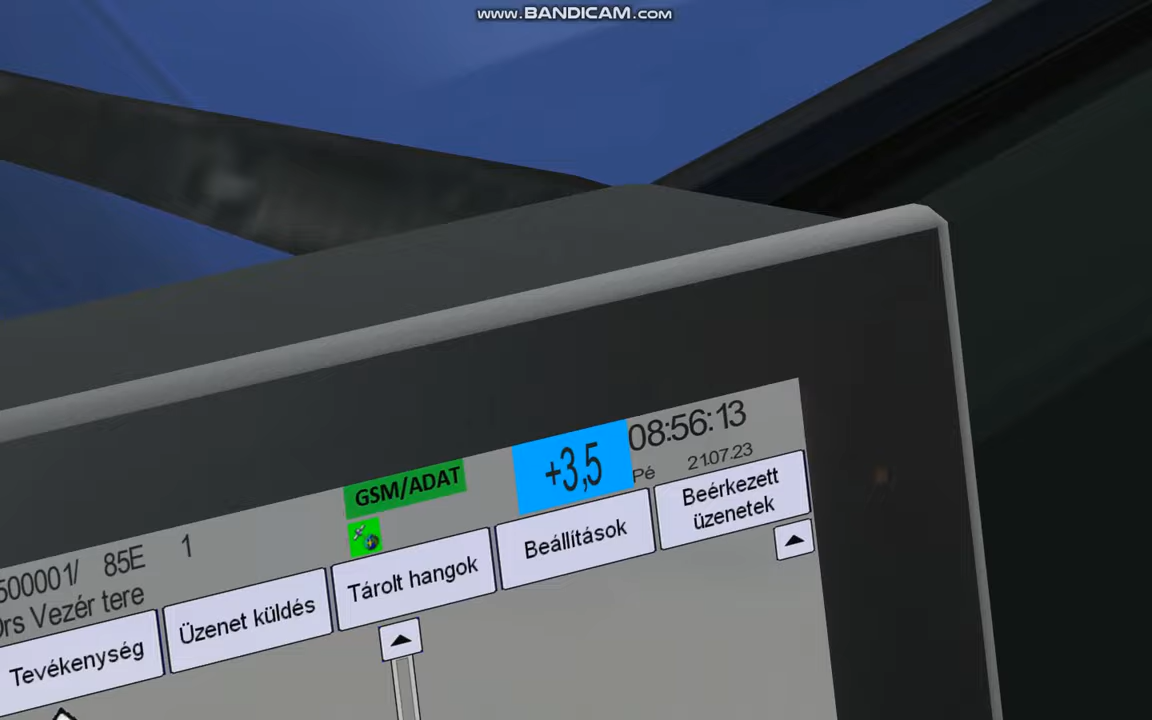 www.BANDICAM.com
08:56:13
+3,5
Pé 21.07.23
GSM/ADAT
500001/ 85E 1
Örs Vezér tere
Tevékenység
Üzenet küldés
Tárolt hangok
Beállítások
Beérkezett
üzenetek